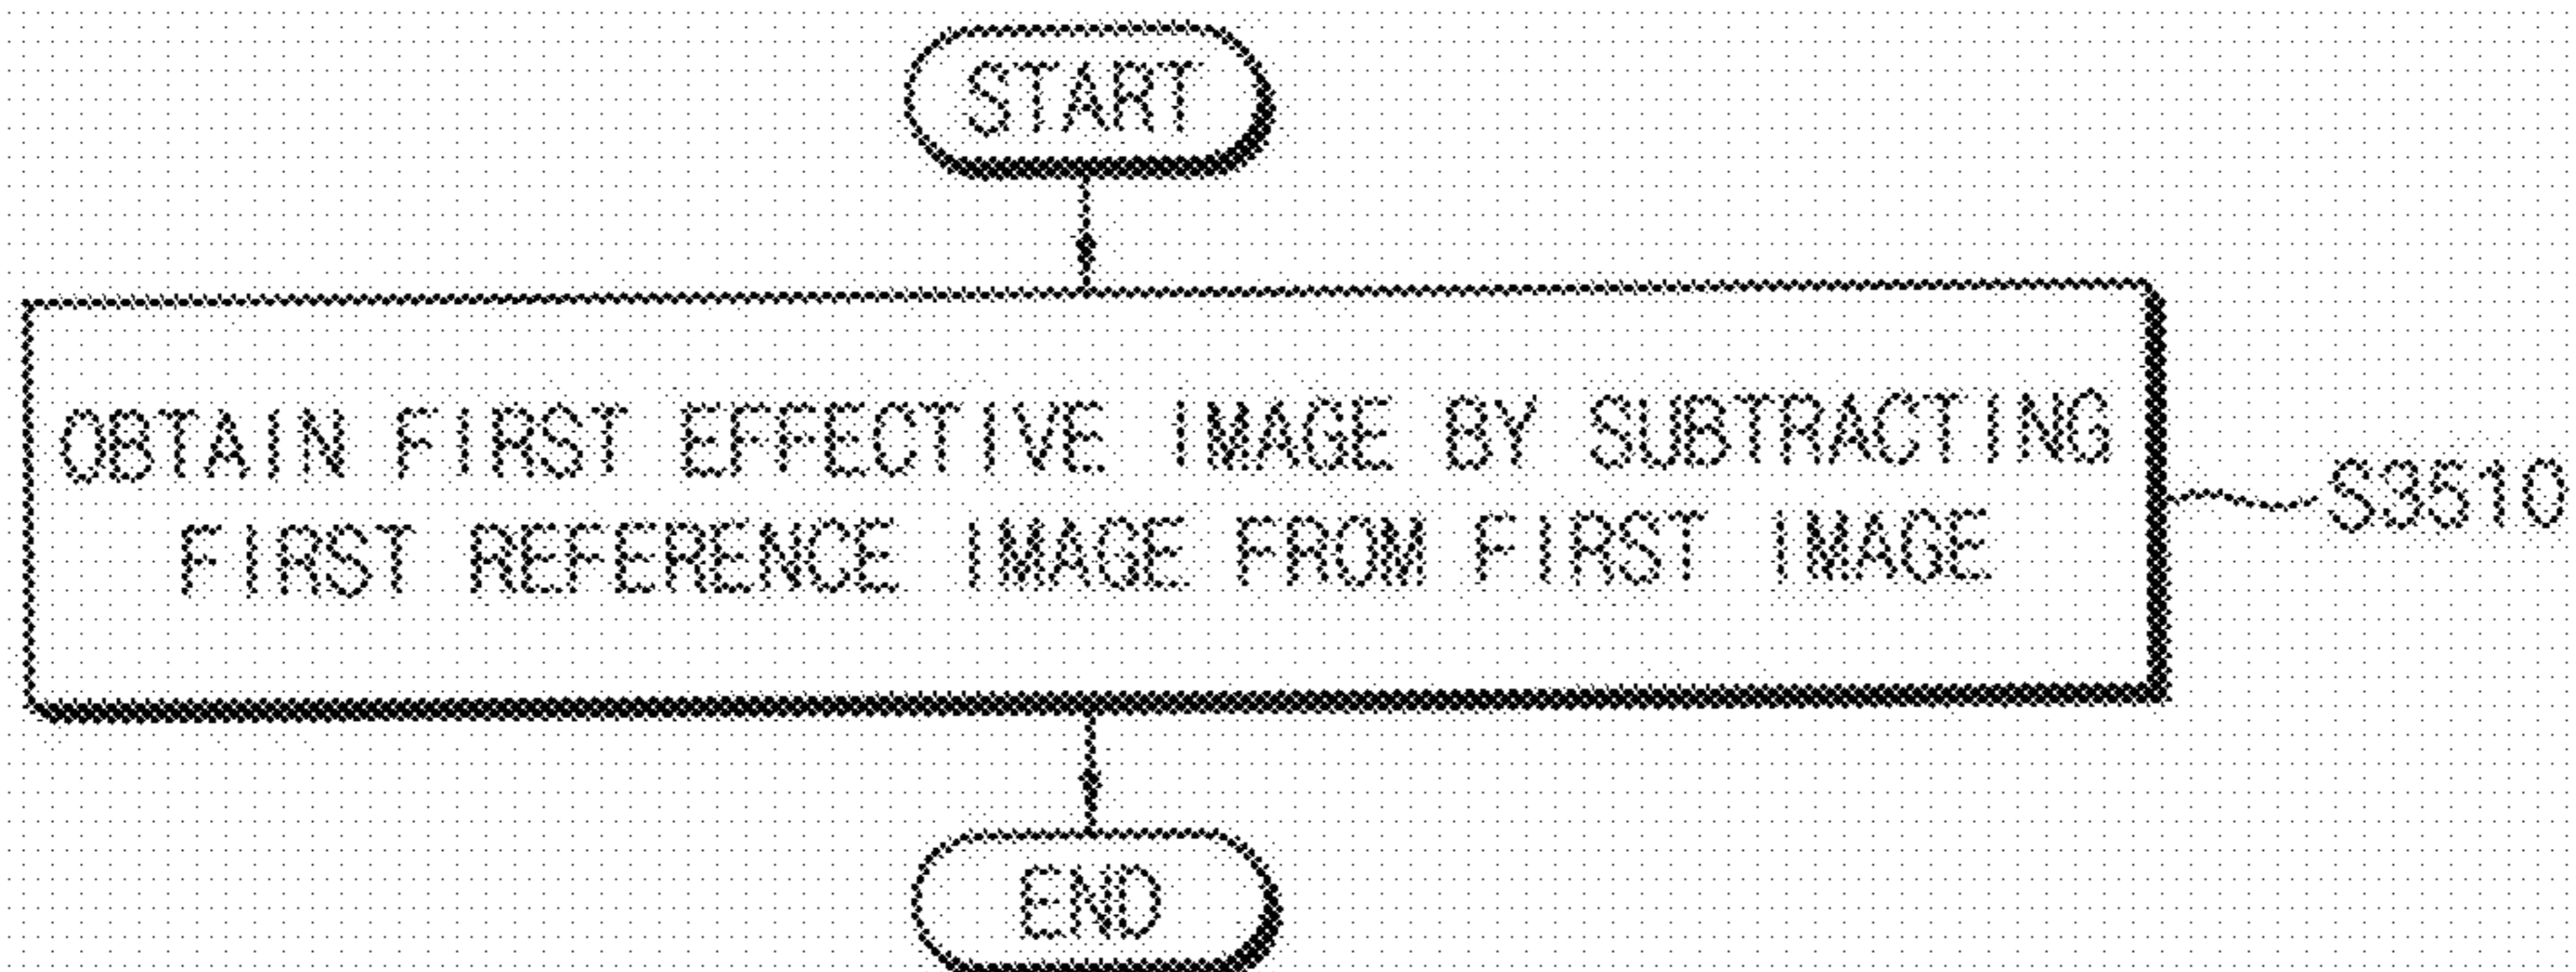 START
OBTAIN FIRST EFFECTIVE IMAGE BY SUBTRACTING
FIRST REFERENCE IMAGE FROM FIRST IMAGE
S3510
END